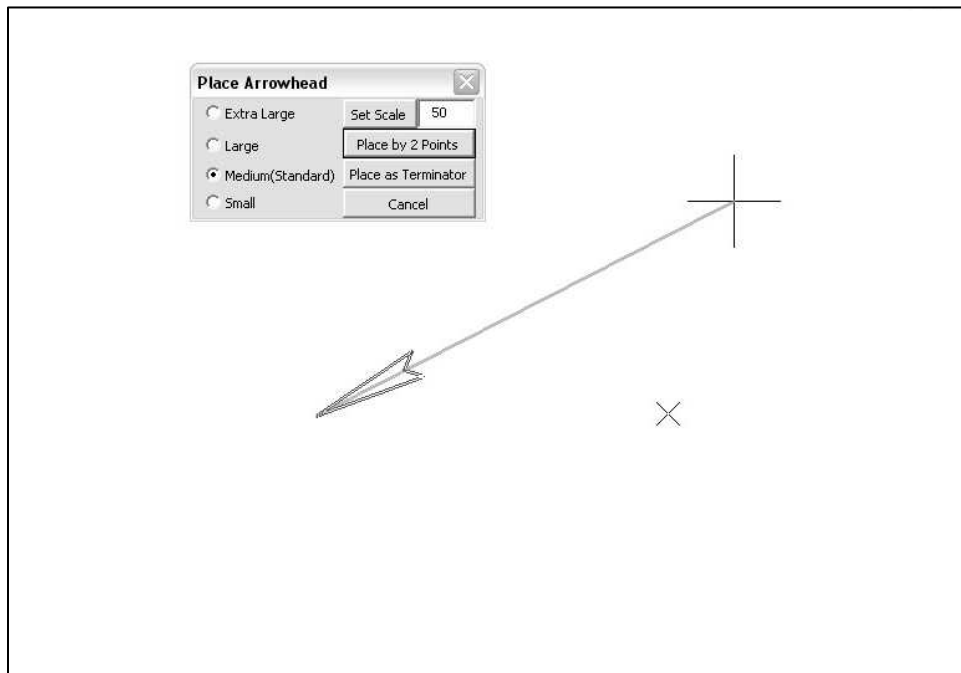 Place Arrowhead
Extra Large
Set Scale 50
Large
Place by 2 Points
Medium(Standard)
Place as Terminator
Small
Cancel